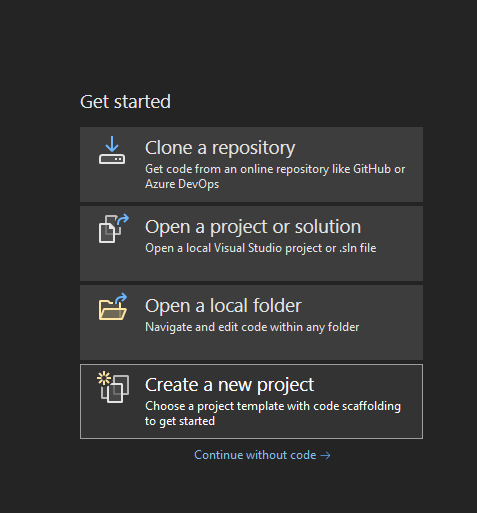 Get started
Clone a repository
Get code from an online repository like GitHub or
Azure DevOps
Open a project or solution
Open a local Visual Studio project or .sln file
Open a local folder
Navigate and edit code within any folder
Create a new project
Choose a project template with code scaffolding
to get started
Continue without code →